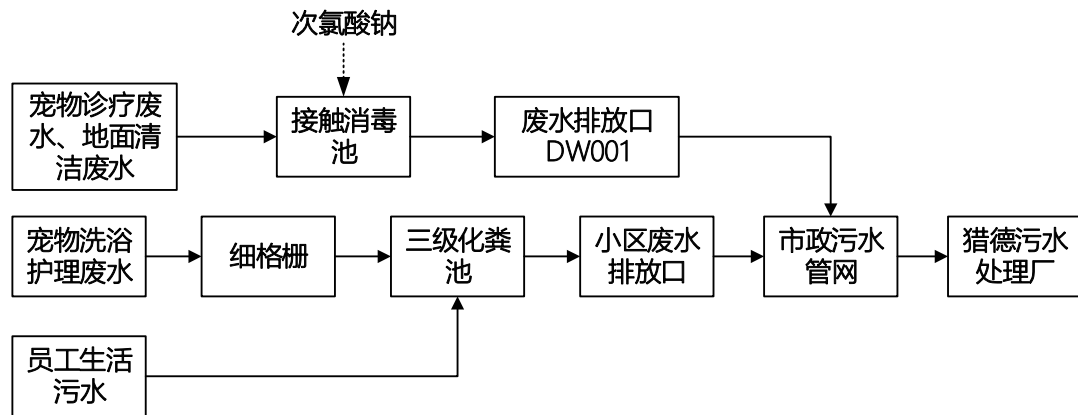 次氯酸钠
宠物诊疗废
水、地面清
洁废水
接触消毒
池
废水排放口
DW001
宠物洗浴
护理废水
细格栅
三级化粪
池
小区废水
排放口
市政污水
管网
猎德污水
处理厂
员工生活
污水